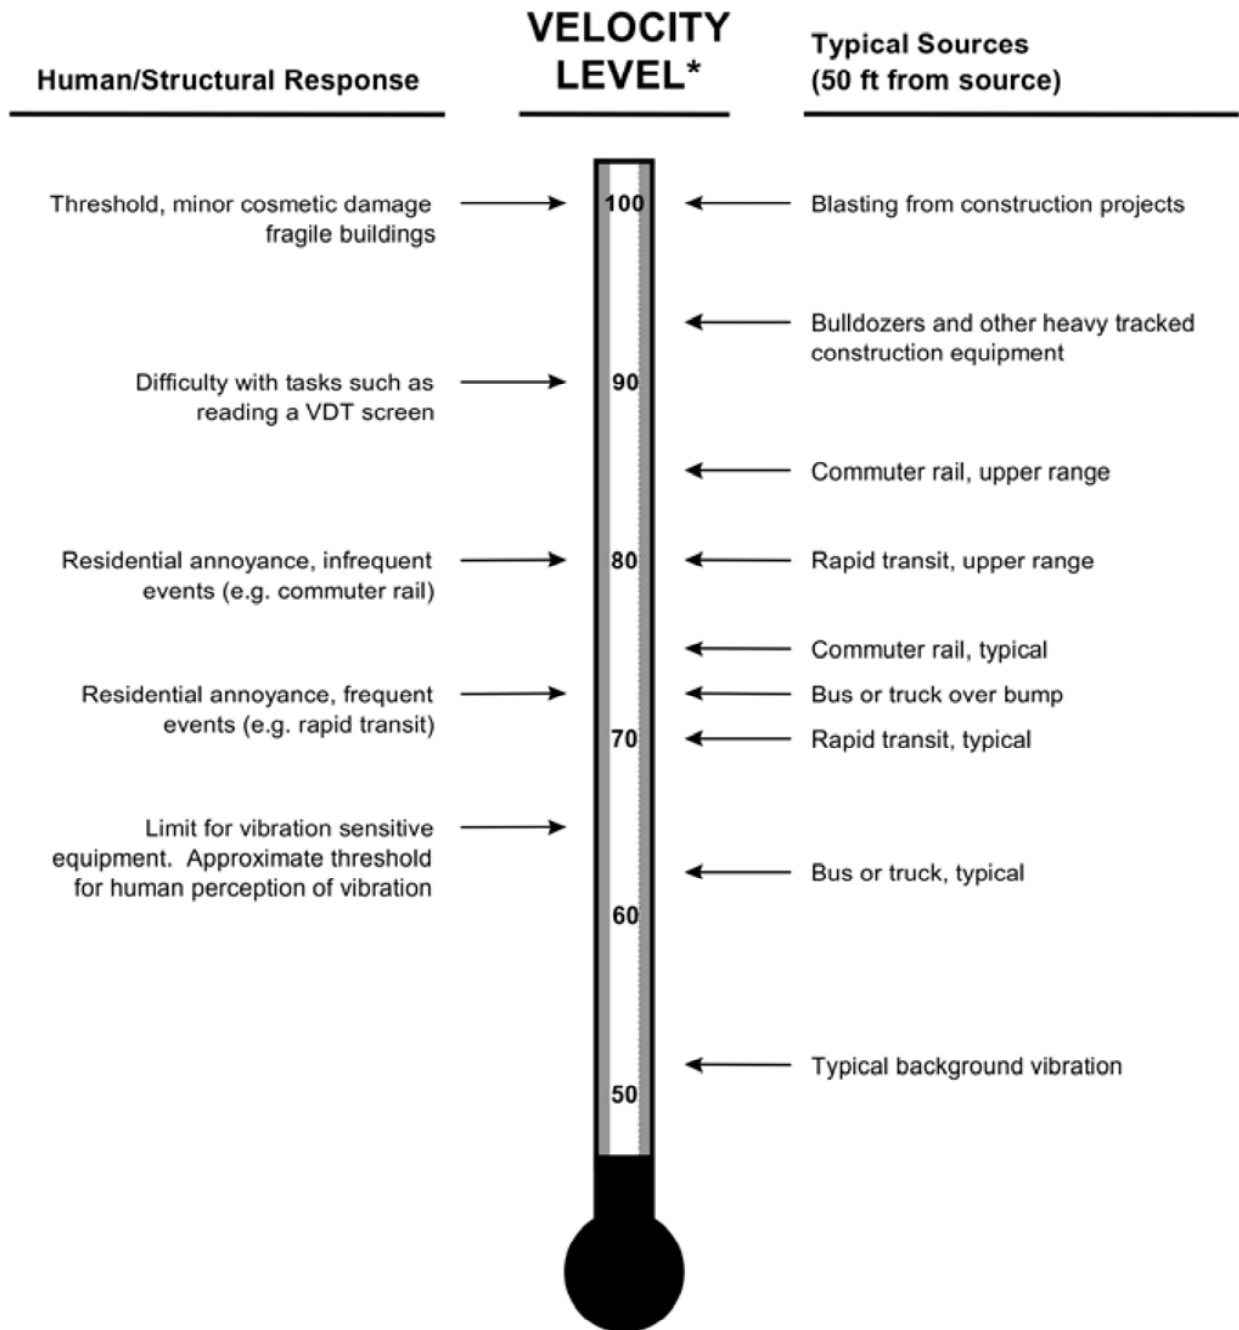 VELOCITY
LEVEL*
Human/Structural Response
Typical Sources
(50 ft from source)
Threshold, minor cosmetic damage
fragile buildings
100
Blasting from construction projects
Bulldozers and other heavy tracked
construction equipment
Difficulty with tasks such as
reading a VDT screen
90
Commuter rail, upper range
Residential annoyance, infrequent
events (e.g. commuter rail)
80
Rapid transit, upper range
Commuter rail, typical
Residential annoyance, frequent
events (e.g. rapid transit)
Bus or truck over bump
70
Rapid transit, typical
Limit for vibration sensitive
equipment. Approximate threshold
for human perception of vibration
Bus or truck, typical
60
Typical background vibration
50